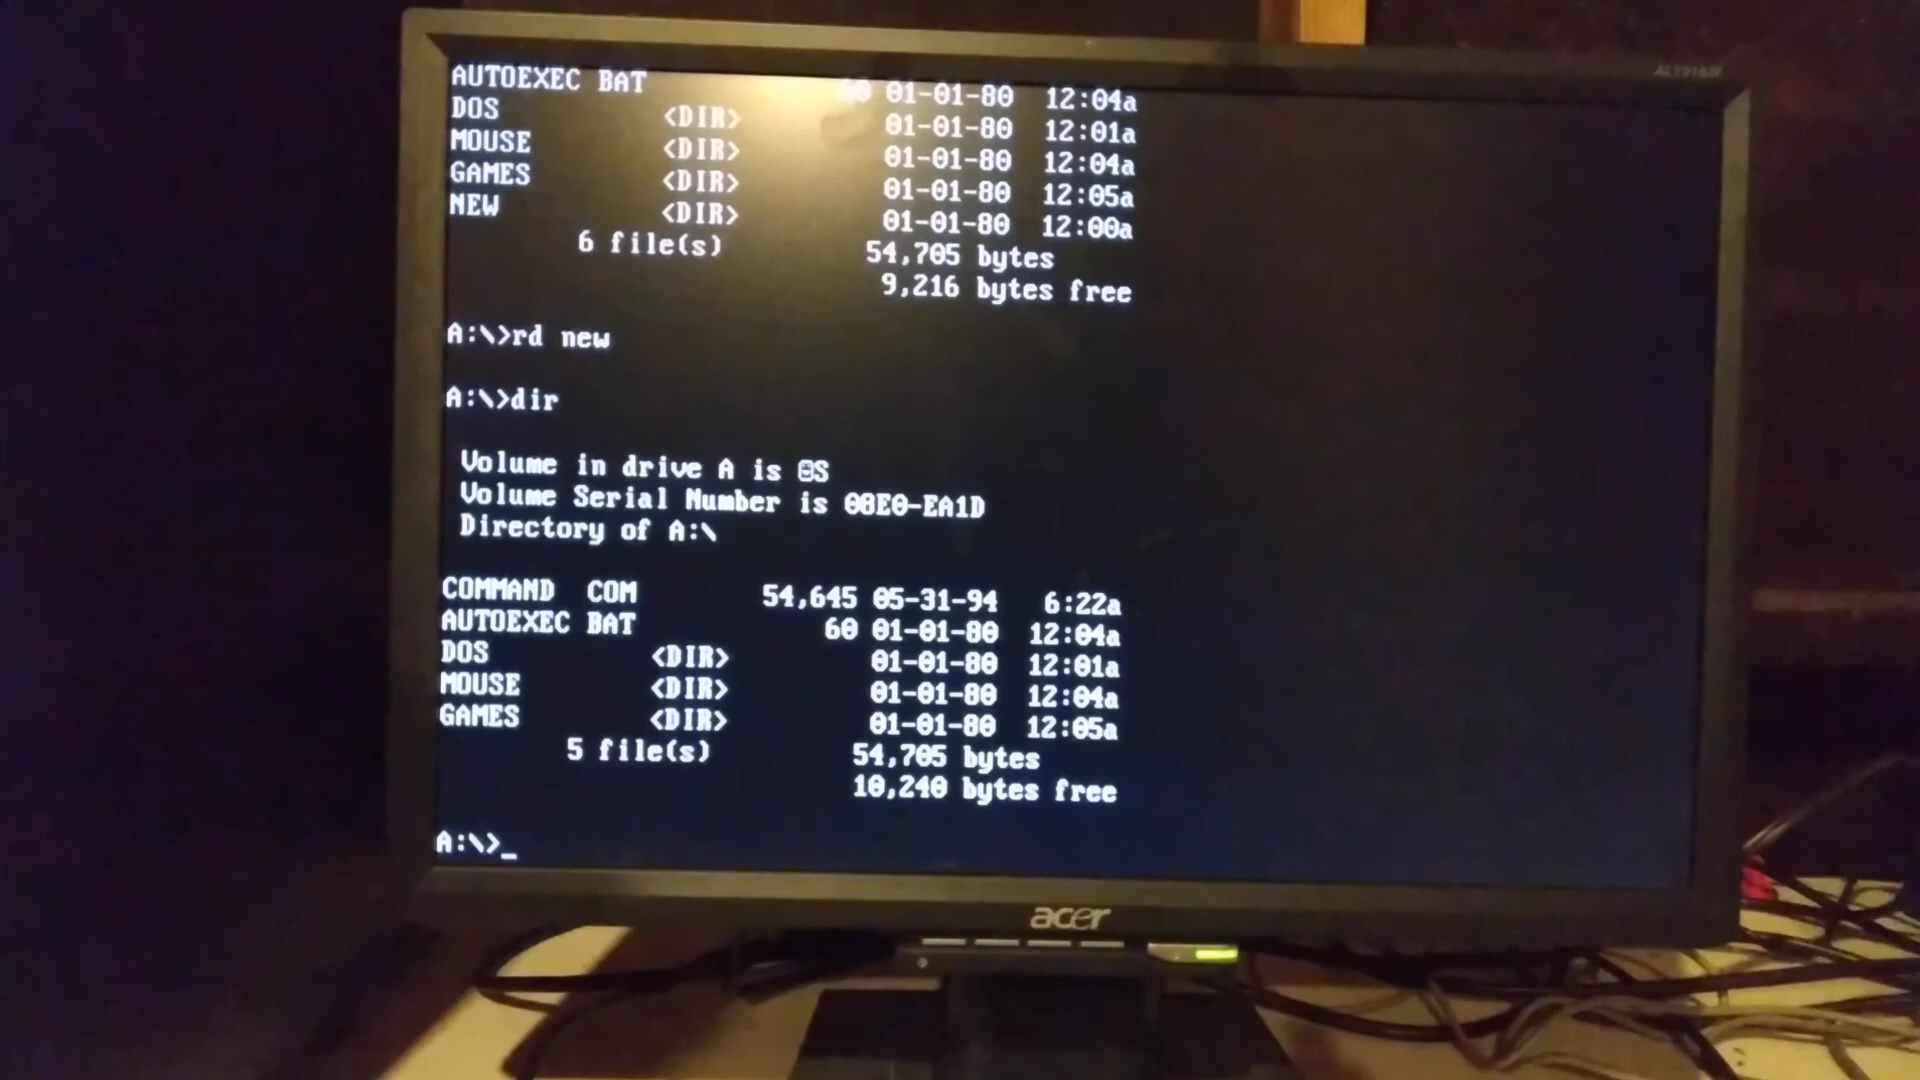 AUTOEXEC BAT 60 01-01-80 12:04a
DOS <DIR> 01-01-80 12:01a
MOUSE <DIR> 01-01-80 12:04a
GAMES <DIR> 01-01-80 12:05a
NEW <DIR> 01-01-80 12:00a
6 file(s) 54,705 bytes
9,216 bytes free
A:\>rd new
A:\>dir
Volume in drive A is S
Volume Serial Number is 08E0-EA1D
Directory of A:\
COMMAND COM 54,645 05-31-94 6:22a
AUTOEXEC BAT 60 01-01-80 12:04a
DOS <DIR> 01-01-80 12:01a
MOUSE <DIR> 01-01-80 12:04a
GAMES <DIR> 01-01-80 12:05a
5 file(s) 54,705 bytes
10,240 bytes free
A:\>_
acer